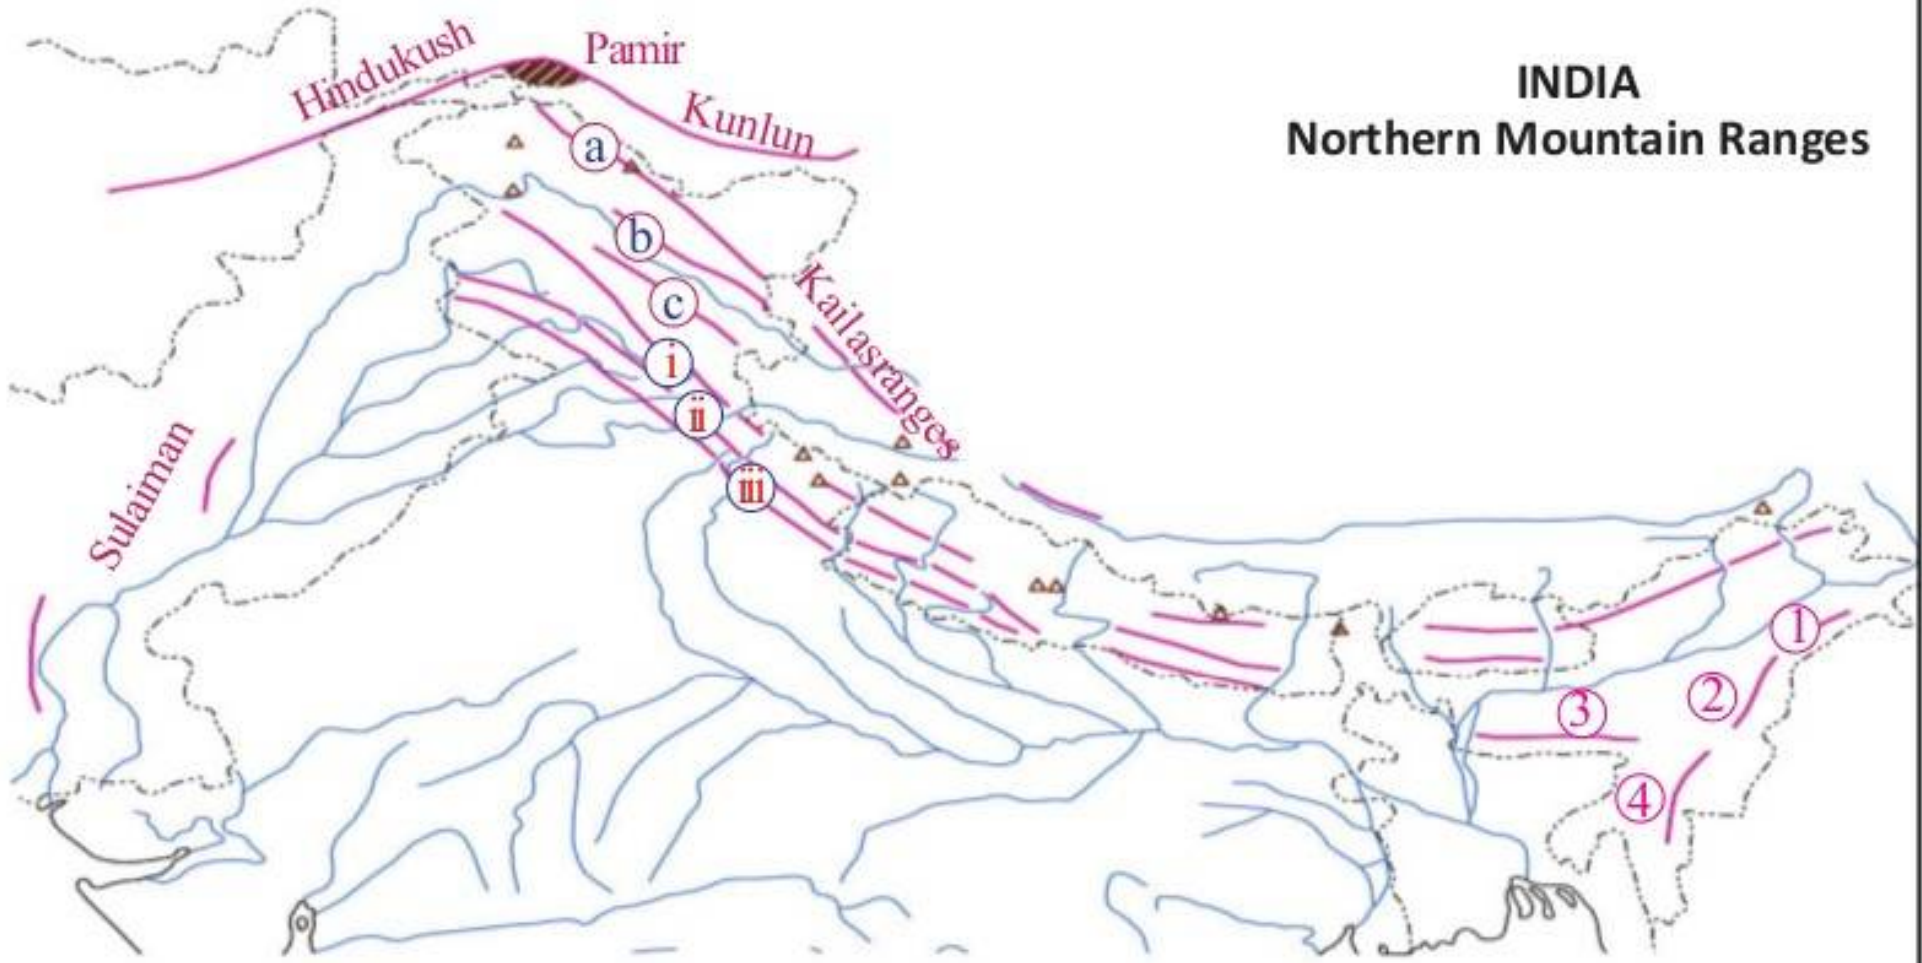 INDIA
Northern Mountain Ranges
Hindukush
Pamir
Kunlun
a
b
c
Kailasranges
i
ii
iii
Sulaiman
1
2
3
4